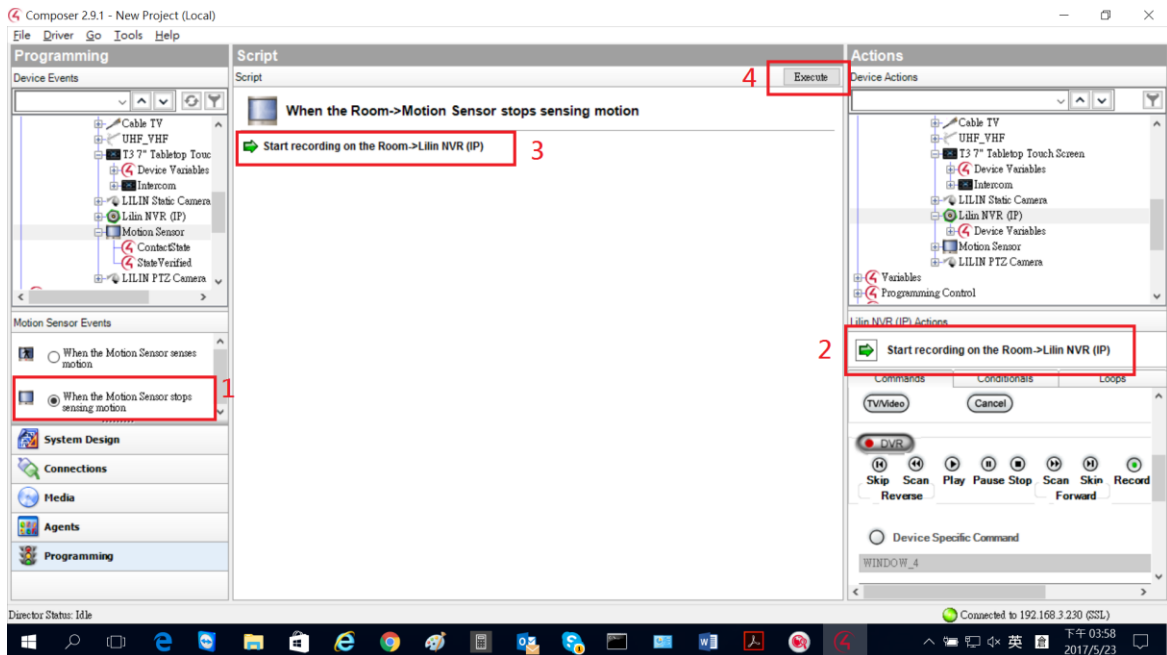 Composer 2.9.1 - New Project (Local)
File Driver Go Tools Help
Programming
Device Events
Cable TV
UHF_VHF
T3 7" Tabletop Touc
Device Variables
Intercom
LILIN Static Camera
Lilin NVR (IP)
Motion Sensor
ContactState
StateVerified
LILIN PTZ Camera
Motion Sensor Events
When the Motion Sensor senses
motion
When the Motion Sensor stops
sensing motion
1
System Design
Connections
Media
Agents
Programming
Script
Script
4
Execute
When the Room->Motion Sensor stops sensing motion
Start recording on the Room->Lilin NVR (IP)
3
Actions
Device Actions
Cable TV
UHF_VHF
T3 7" Tabletop Touch Screen
Device Variables
Intercom
LILIN Static Camera
Lilin NVR (IP)
Device Variables
Motion Sensor
LILIN PTZ Camera
Variables
Programming Control
Lilin NVR (IP) Actions
2
Start recording on the Room->Lilin NVR (IP)
Commands Conditionals Loops
TV/Video Cancel
DVR
Skip Scan Play Pause Stop Scan Skip Record
Reverse Forward
Device Specific Command
WINDOW_4
Director Status: Idle
Connected to 192.168.3.230 (SSL)
英
下午 03:58
2017/5/23